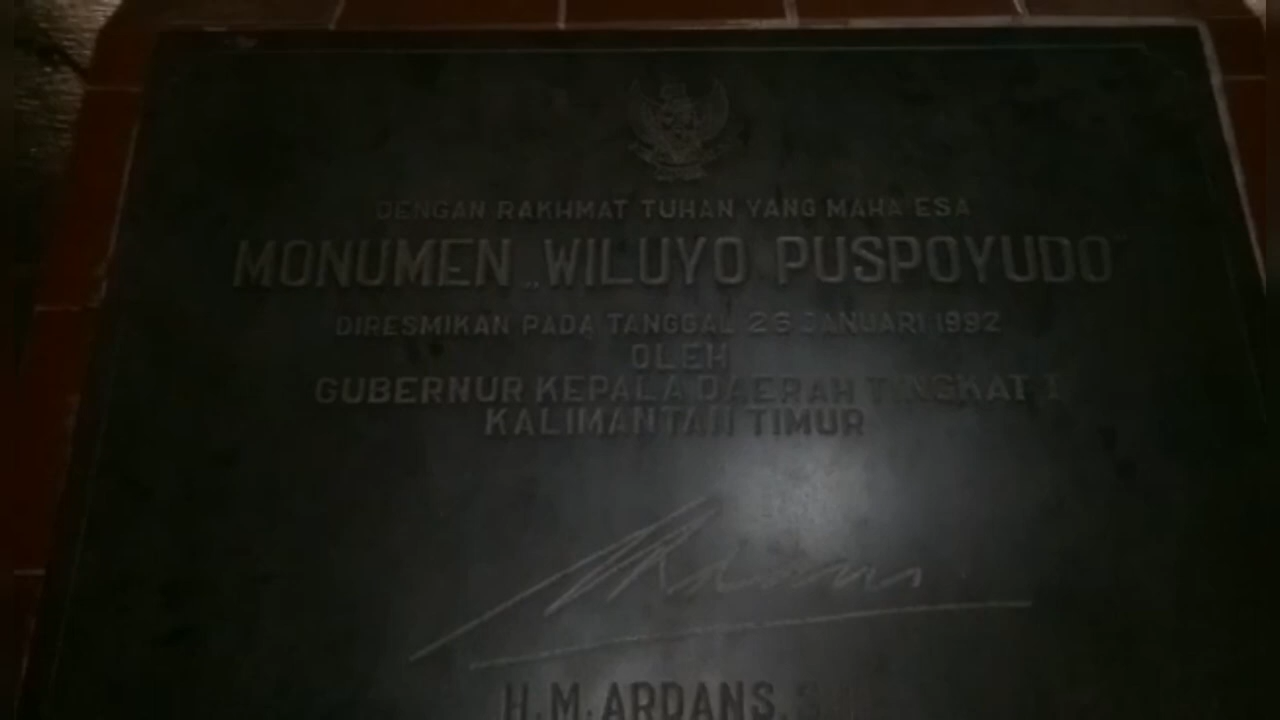 DENGAN RAKHMAT TUHAN YANG MAHA ESA
MONUMEN „WILUYO PUSPOYUDO”
DIRESMIKAN PADA TANGGAL 26 JANUARI 1992
OLEH
GUBERNUR KEPALA DAERAH TINGKAT I
KALIMANTAN TIMUR
H.M.ARDANS,